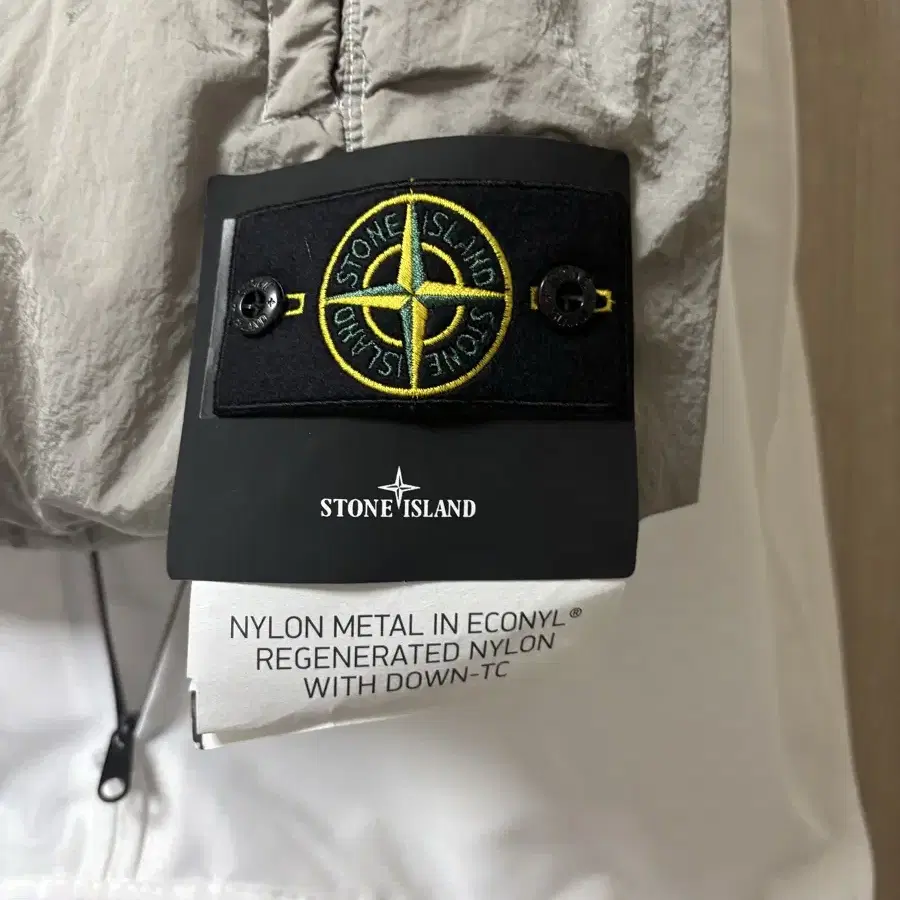 STONE ISLAND
STONE ISLAND
STONE ISLAND
NYLON METAL IN ECONYL®
REGENERATED NYLON
WITH DOWN-TC